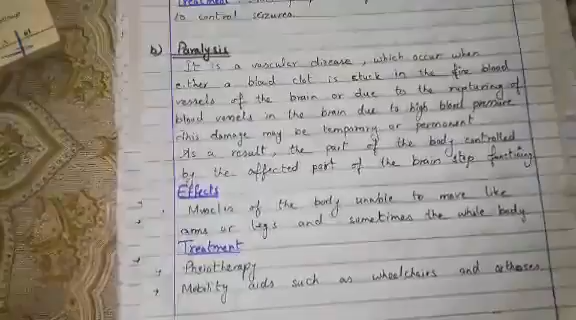 Treatment
to control seizures.
b) Paralysis
It is a vascular disease, which occur when
either a blood clot is stuck in the fine blood
vessels of the brain or due to the rupturing of
blood vessels in the brain due to high blood pressure
This damage may be temporary or permanent.
As a result, the part of the body controlled
by the affected part of the brain stop functioning
Effects
Muscles of the body unable to move like
arms or legs and sometimes the whole body
Treatment
Phsiotherapy
Mobility aids such as wheelchairs and orthoses.